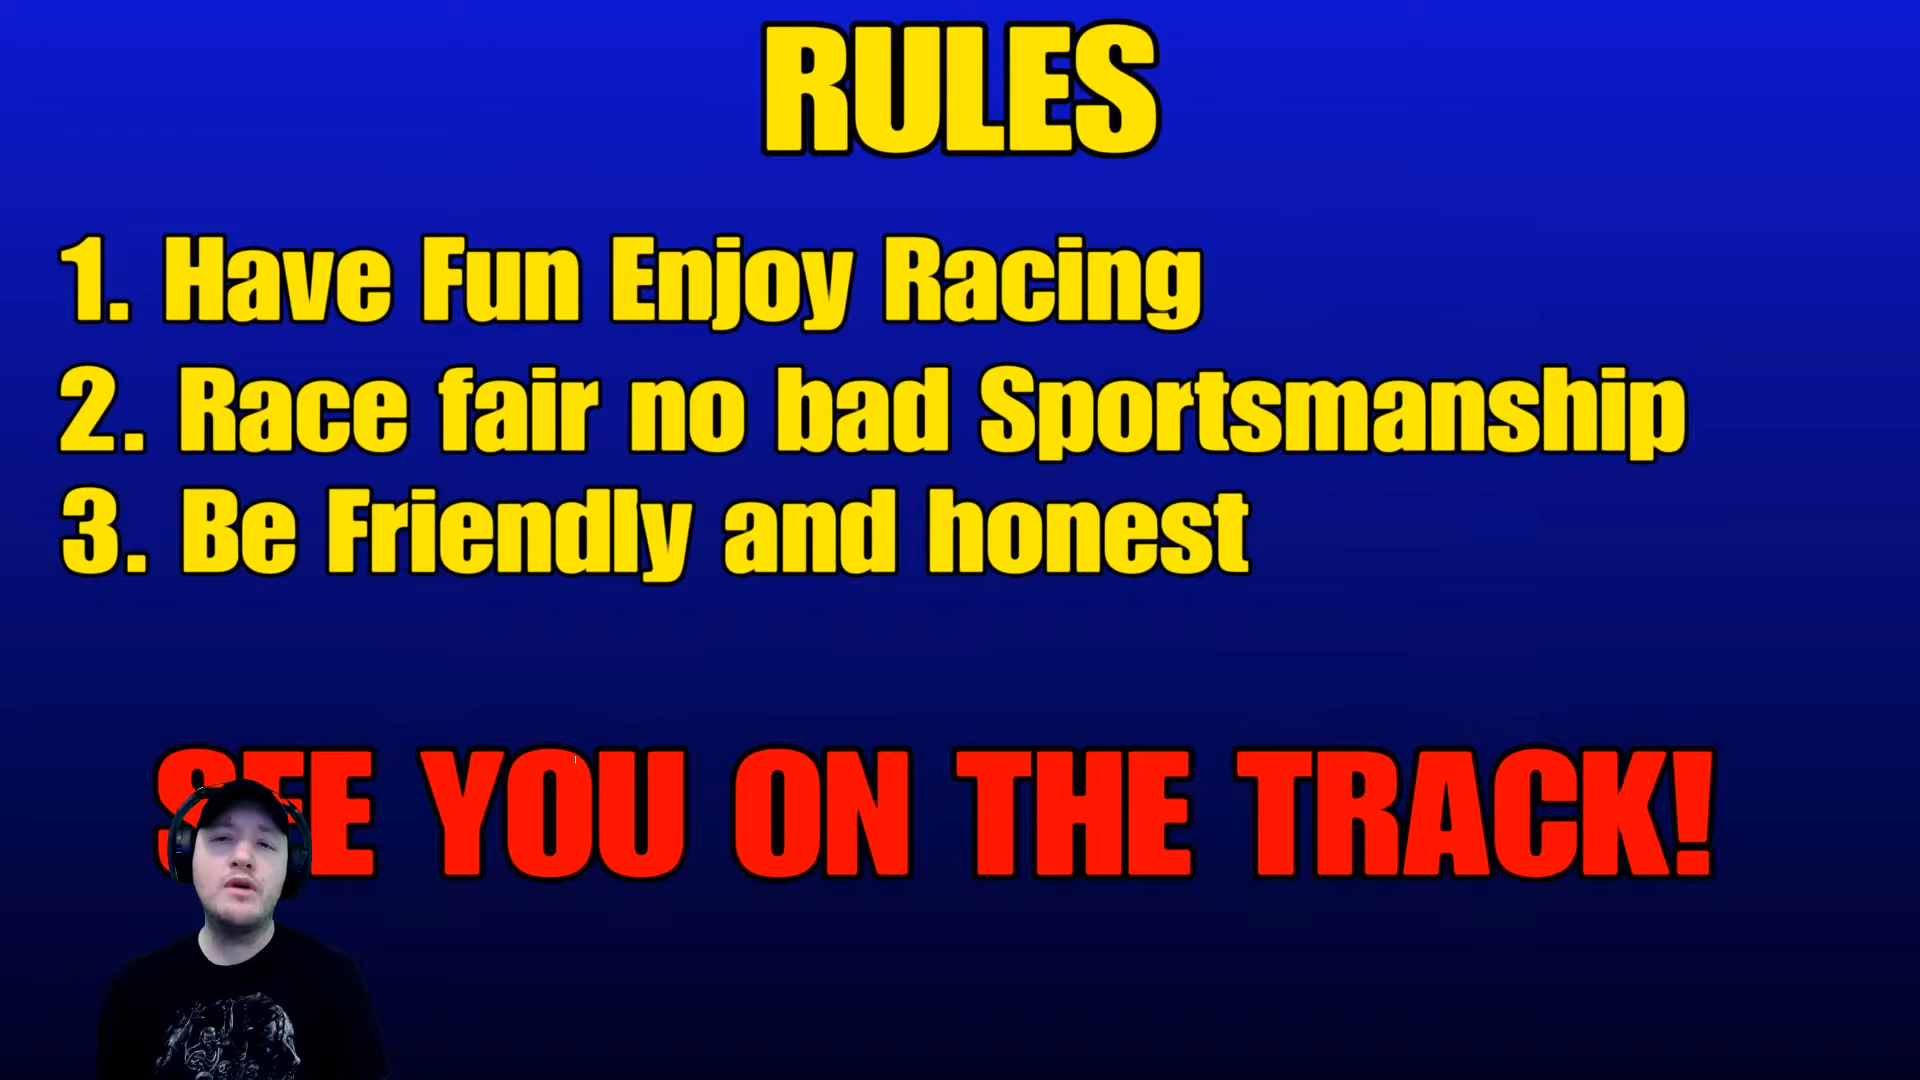 RULES
1. Have Fun Enjoy Racing
2. Race fair no bad Sportsmanship
3. Be Friendly and honest
SEE YOU ON THE TRACK!